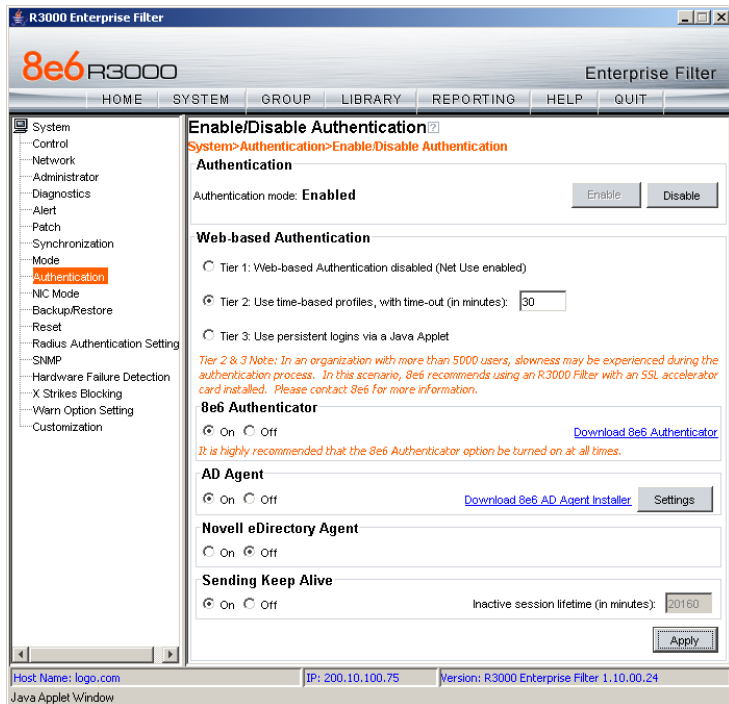 R3000 Enterprise Filter
8e6 R3000
Enterprise Filter
HOME SYSTEM GROUP LIBRARY REPORTING HELP QUIT
System
Control
Network
Administrator
Diagnostics
Alert
Patch
Synchronization
Mode
Authentication
NIC Mode
Backup/Restore
Reset
Radius Authentication Setting
SNMP
Hardware Failure Detection
X Strikes Blocking
Warn Option Setting
Customization
Enable/Disable Authentication ?
System>Authentication>Enable/Disable Authentication
Authentication
Authentication mode: Enabled
Enable Disable
Web-based Authentication
Tier 1: Web-based Authentication disabled (Net Use enabled)
Tier 2: Use time-based profiles, with time-out (in minutes): 30
Tier 3: Use persistent logins via a Java Applet
Tier 2 & 3 Note: In an organization with more than 5000 users, slowness may be experienced during the
authentication process. In this scenario, 8e6 recommends using an R3000 Filter with an SSL accelerator
card installed. Please contact 8e6 for more information.
8e6 Authenticator
On Off Download 8e6 Authenticator
It is highly recommended that the 8e6 Authenticator option be turned on at all times.
AD Agent
On Off Download 8e6 AD Agent Installer Settings
Novell eDirectory Agent
On Off
Sending Keep Alive
On Off Inactive session lifetime (in minutes): 20160
Apply
Host Name: logo.com IP: 200.10.100.75 Version: R3000 Enterprise Filter 1.10.00.24
Java Applet Window